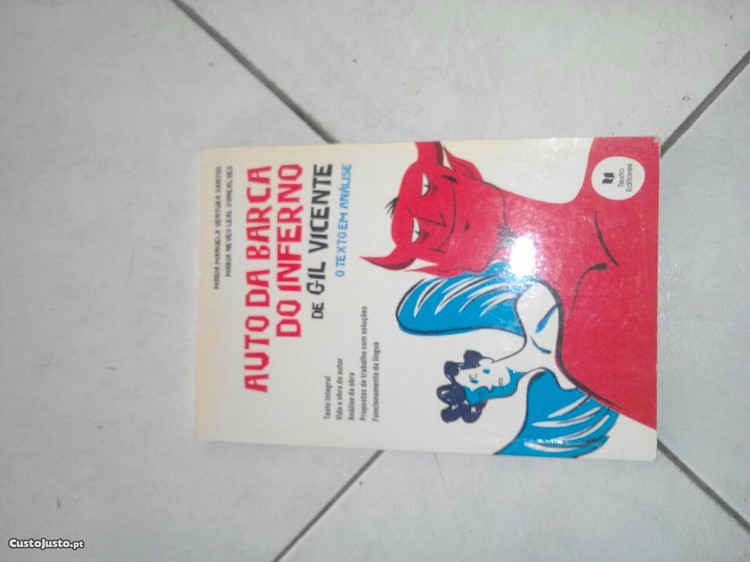 MARIA MANUELA VENTURA SANTOS
MARIA NEVES LEAL GONÇALVES
AUTO DA BARCA
DO INFERNO
DE GIL VICENTE
O TEXTO EM ANÁLISE
Texto integral
Vida e obra do autor
Análise da obra
Propostas de trabalho com soluções
Funcionamento da língua
Texto
Editores
CustoJusto.pt